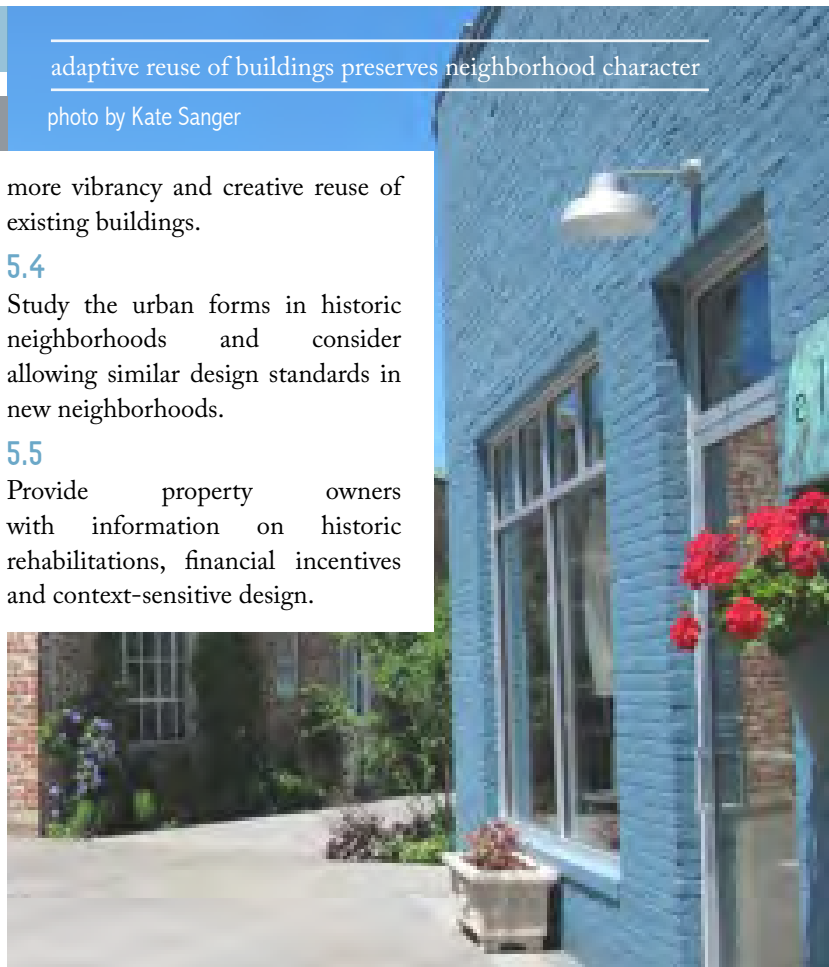 adaptive reuse of buildings preserves neighborhood character
photo by Kate Sanger
more vibrancy and creative reuse of
existing buildings.
5.4
Study the urban forms in historic
neighborhoods and consider
allowing similar design standards in
new neighborhoods.
5.5
Provide property owners
with information on historic
rehabilitations, financial incentives
and context-sensitive design.